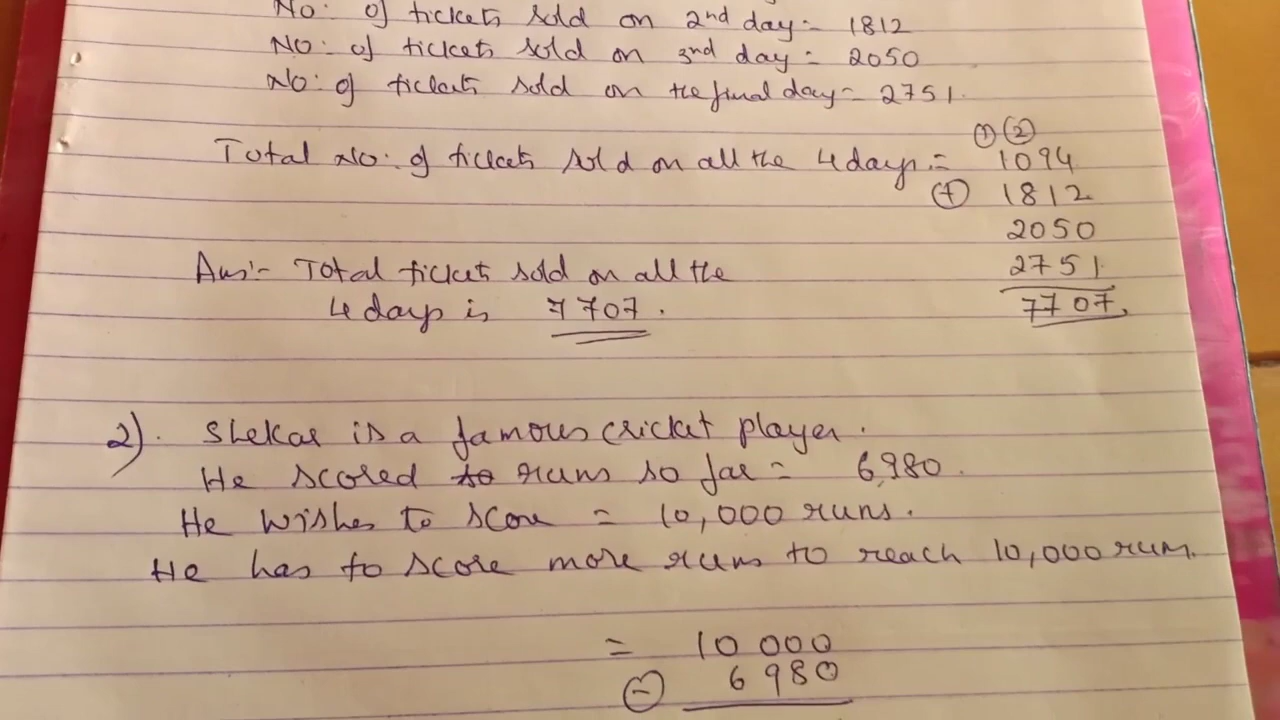 No: of tickets sold on 2nd day = 1812
No: of tickets sold on 3rd day = 2050
No: of tickets sold on the final day = 2751.
① ②
Total No: of tickets sold on all the 4 days = 1094
(+) 1812
2050
2751.
Ans:- Total ticket sold on all the
4 days is 7707.
7707.
2). Shekar is a famous cricket player.
He scored to runs so far = 6,980.
He wishes to score = 10,000 runs.
He has to score more runs to reach 10,000 runs.
= 10 000
(-) 6 980